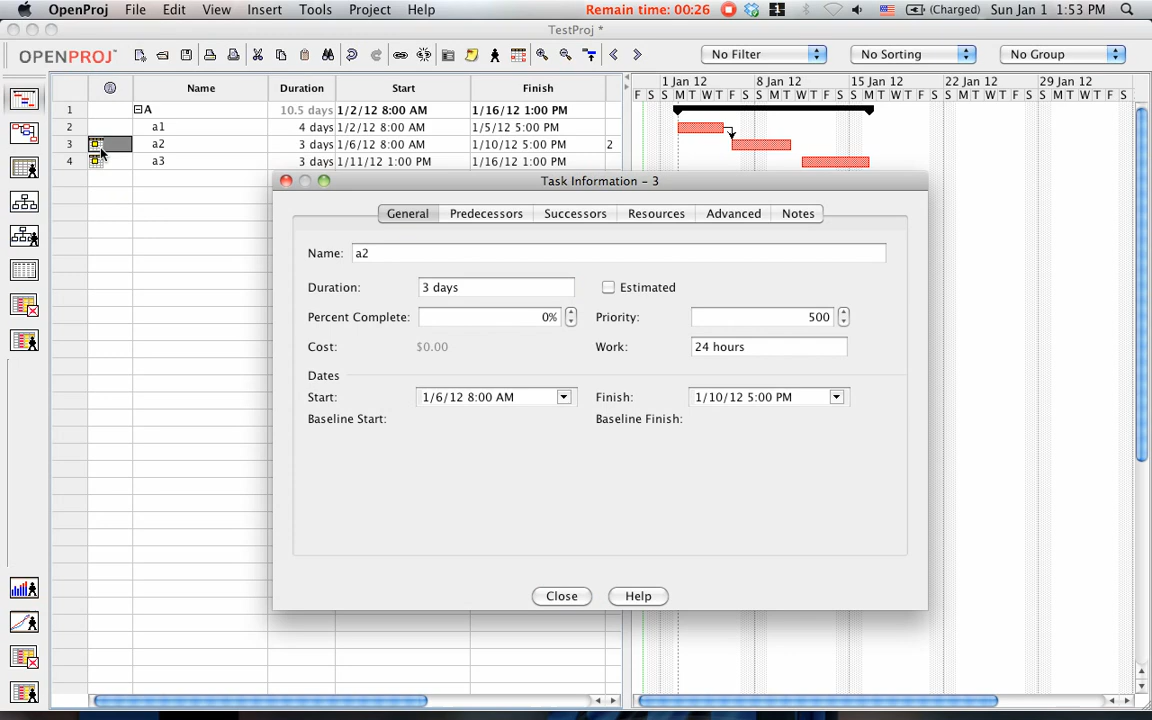 OpenProj File Edit View Insert Tools Project Help Remain time: 00:26 (Charged) Sun Jan 1 1:53 PM
TestProj *
OPENPROJ™ No Filter No Sorting No Group
Name Duration Start Finish
1 Jan 12 8 Jan 12 15 Jan 12 22 Jan 12 29 Jan 12
F S S M T W T F S S M T W T F S S M T W T F S S M T W T F S S M T W T F S
1 A 10.5 days 1/2/12 8:00 AM 1/16/12 1:00 PM
2 a1 4 days 1/2/12 8:00 AM 1/5/12 5:00 PM
3 a2 3 days 1/6/12 8:00 AM 1/10/12 5:00 PM 2
4 a3 3 days 1/11/12 1:00 PM 1/16/12 1:00 PM
Task Information - 3
General Predecessors Successors Resources Advanced Notes
Name: a2
Duration: 3 days Estimated
Percent Complete: 0% Priority: 500
Cost: $0.00 Work: 24 hours
Dates
Start: 1/6/12 8:00 AM Finish: 1/10/12 5:00 PM
Baseline Start: Baseline Finish:
Close Help